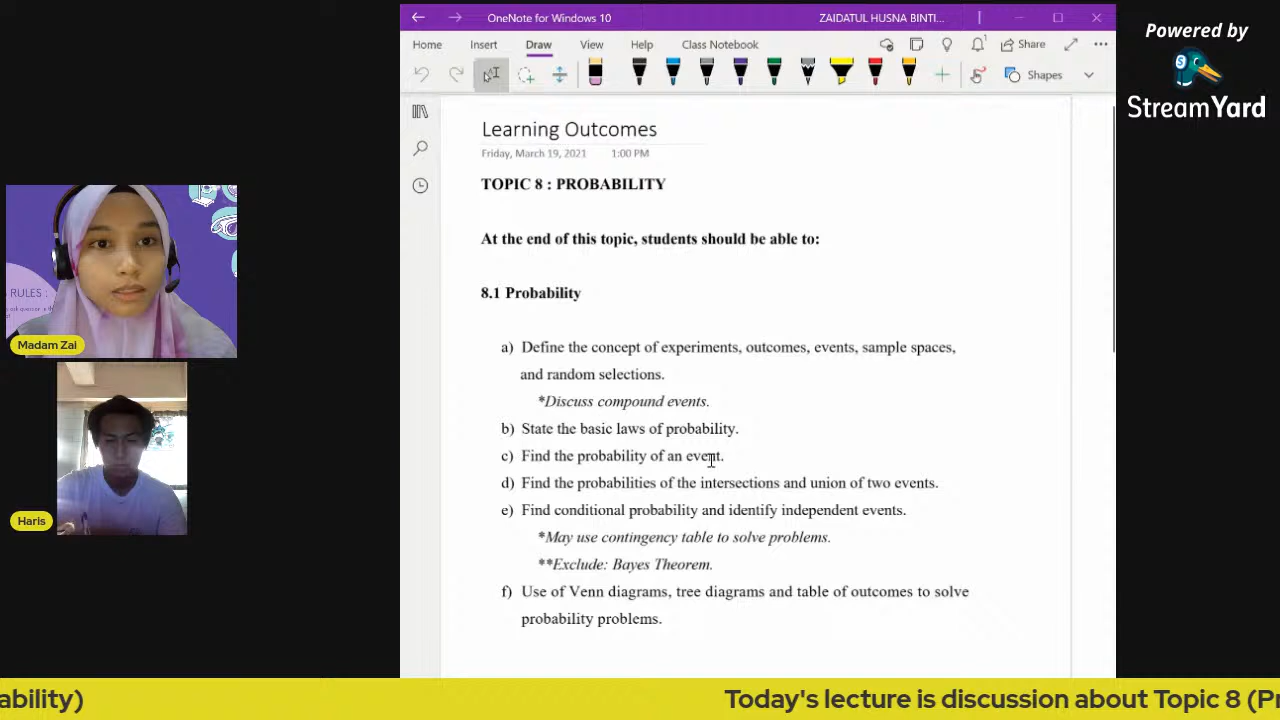 OneNote for Windows 10
ZAIDATUL HUSNA BINTI...
Home
Insert
Draw
View
Help
Class Notebook
Share
Shapes
Powered by
StreamYard
Learning Outcomes
Friday, March 19, 2021 1:00 PM
TOPIC 8 : PROBABILITY
At the end of this topic, students should be able to:
8.1 Probability
a) Define the concept of experiments, outcomes, events, sample spaces,
and random selections.
*Discuss compound events.
b) State the basic laws of probability.
c) Find the probability of an event.
d) Find the probabilities of the intersections and union of two events.
e) Find conditional probability and identify independent events.
*May use contingency table to solve problems.
**Exclude: Bayes Theorem.
f) Use of Venn diagrams, tree diagrams and table of outcomes to solve
probability problems.
RULES :
Madam Zai
Haris
ability)
Today's lecture is discussion about Topic 8 (Pr